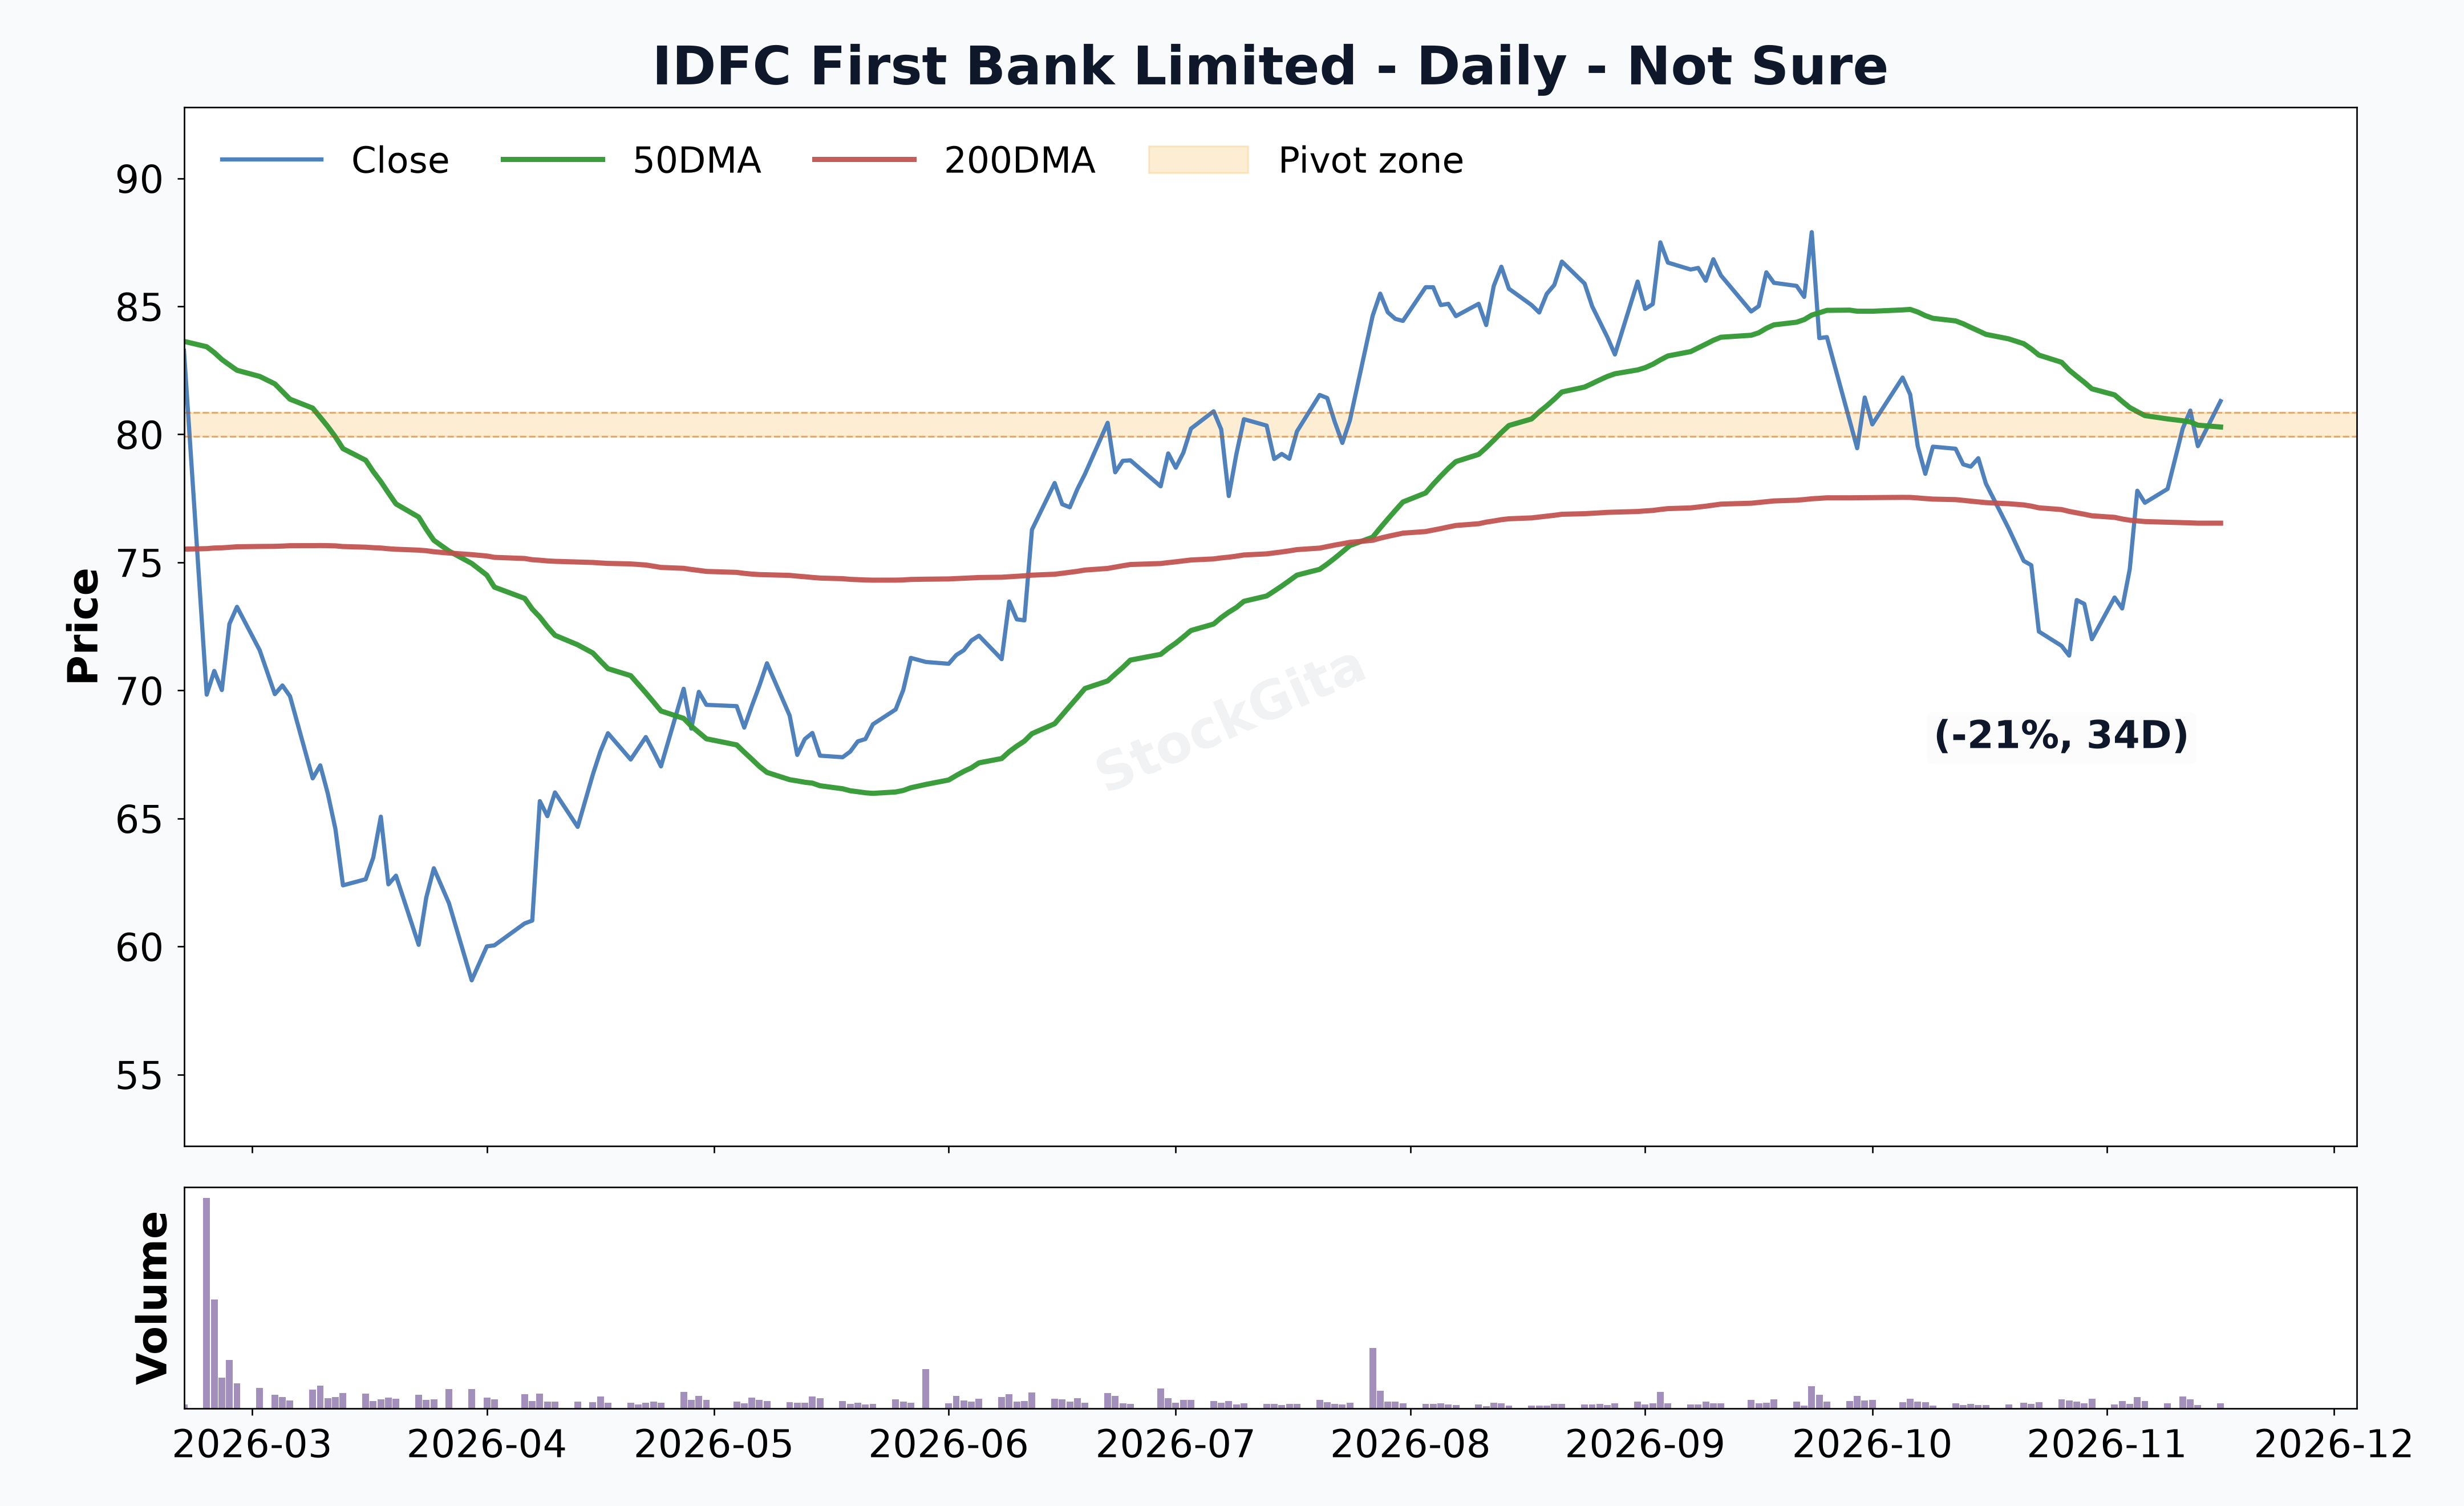 IDFC First Bank Limited - Daily - Not Sure
Close 50DMA 200DMA Pivot zone
90
85
80
75
70
65
60
55
Price
StockGita
(-21%, 34D)
Volume
2026-03 2026-04 2026-05 2026-06 2026-07 2026-08 2026-09 2026-10 2026-11 2026-12